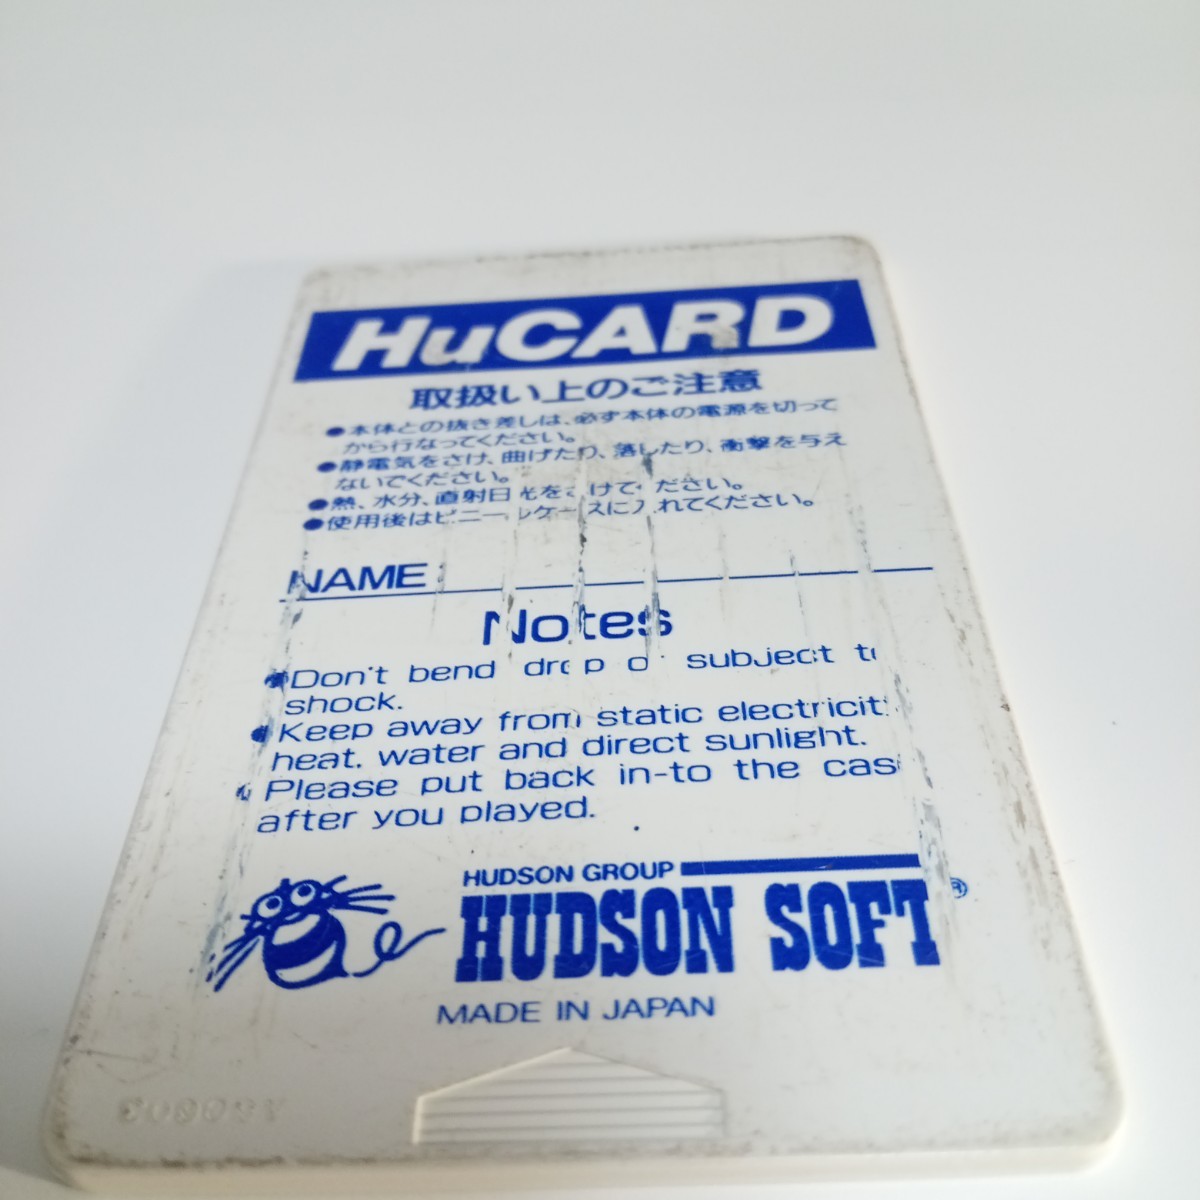 HuCARD
取扱い上のご注意
●本体との抜き差しは、必ず本体の電源を切って
から行なってください。
●静電気をさけ、曲げたり、落したり、衝撃を与え
ないでください。
●熱、水分、直射日光をさけてください。
●使用後はビニールケースに入れてください。
NAME
Notes
●Don't bend drop or subject to
shock.
●Keep away from static electricity
heat. water and direct sunlight.
●Please put back in-to the case
after you played.
HUDSON GROUP
HUDSON SOFT®
MADE IN JAPAN